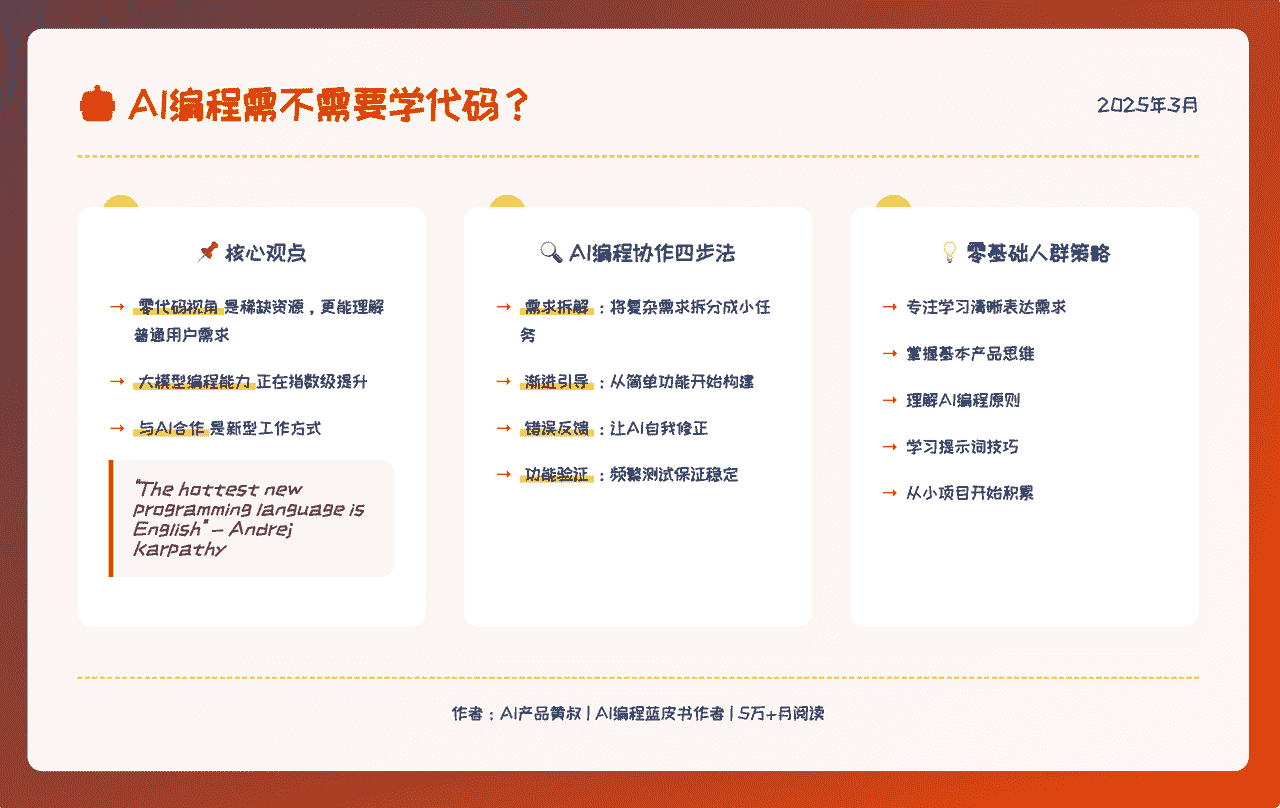 AI编程需不需要学代码？
2025年3月
核心观点
→ 零代码视角 是稀缺资源，更能理解
普通用户需求
→ 大模型编程能力 正在指数级提升
→ 与AI合作 是新型工作方式
"The hottest new
programming language is
English" — Andrej
Karpathy
AI编程协作四步法
→ 需求拆解 ：将复杂需求拆分成小任
务
→ 渐进引导 ：从简单功能开始构建
→ 错误反馈 ：让AI自我修正
→ 功能验证 ：频繁测试保证稳定
零基础人群策略
→ 专注学习清晰表达需求
→ 掌握基本产品思维
→ 理解AI编程原则
→ 学习提示词技巧
→ 从小项目开始积累
作者：AI产品黄叔 | AI编程蓝皮书作者 | 5万+月阅读